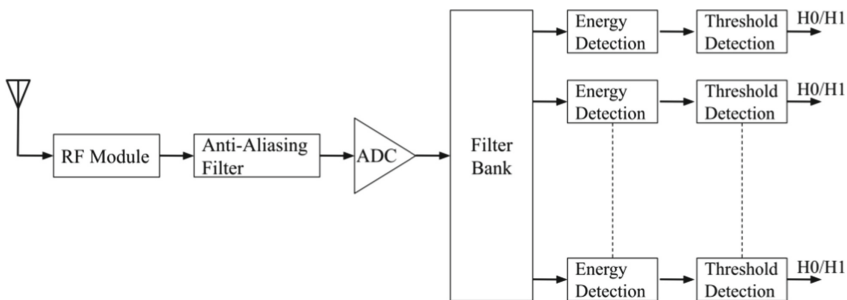 RF Module
Anti-Aliasing
Filter
ADC
Filter
Bank
Energy
Detection
Threshold
Detection
H0/H1
Energy
Detection
Threshold
Detection
H0/H1
Energy
Detection
Threshold
Detection
H0/H1